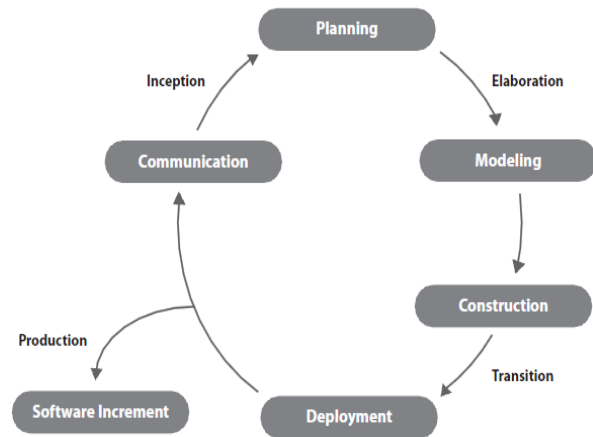 Planning
Inception
Elaboration
Communication
Modeling
Construction
Production
Transition
Software Increment
Deployment